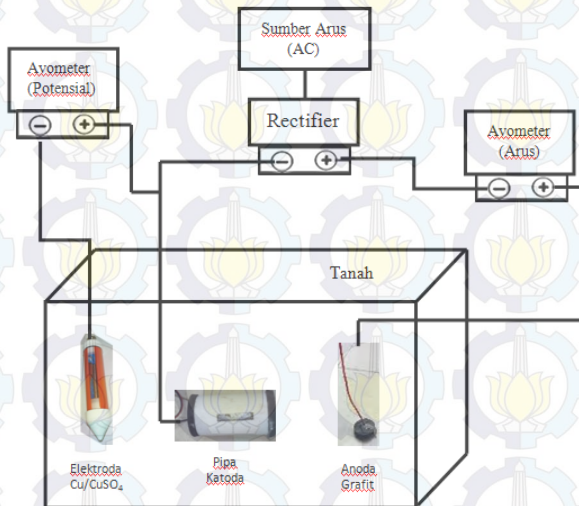 Sumber Arus
(AC)
Avometer
(Potensial)
−
+
Rectifier
−
+
Avometer
(Arus)
−
+
Tanah
Elektroda
Cu/CuSO₄
Pipa
Katoda
Anoda
Grafit